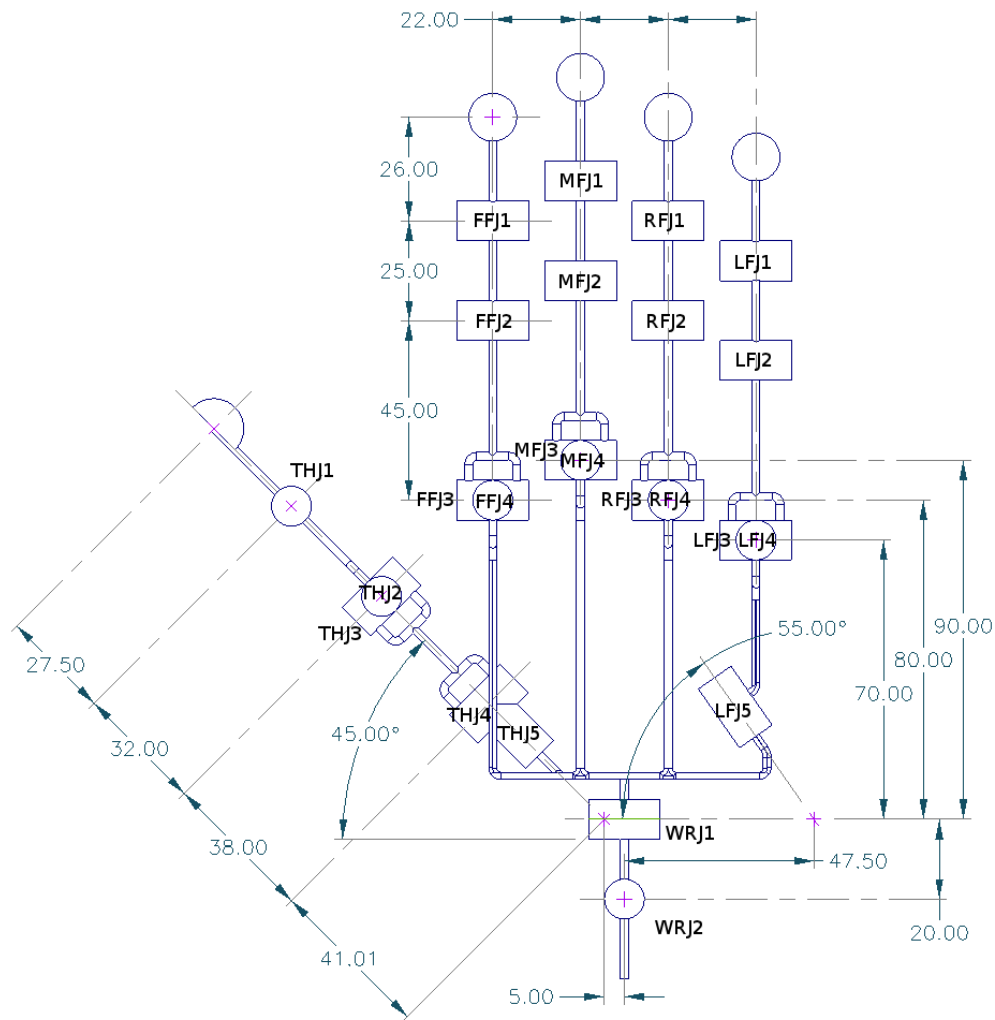 22.00
26.00
MFJ1
FFJ1
RFJ1
LFJ1
25.00
MFJ2
FFJ2
RFJ2
LFJ2
45.00
MFJ3
MFJ4
THJ1
FFJ3
FFJ4
RFJ3
RFJ4
LFJ3
LFJ4
THJ2
THJ3
55.00°
90.00
80.00
70.00
27.50
THJ4
THJ5
LFJ5
45.00°
32.00
WRJ1
38.00
47.50
WRJ2
20.00
41.01
5.00